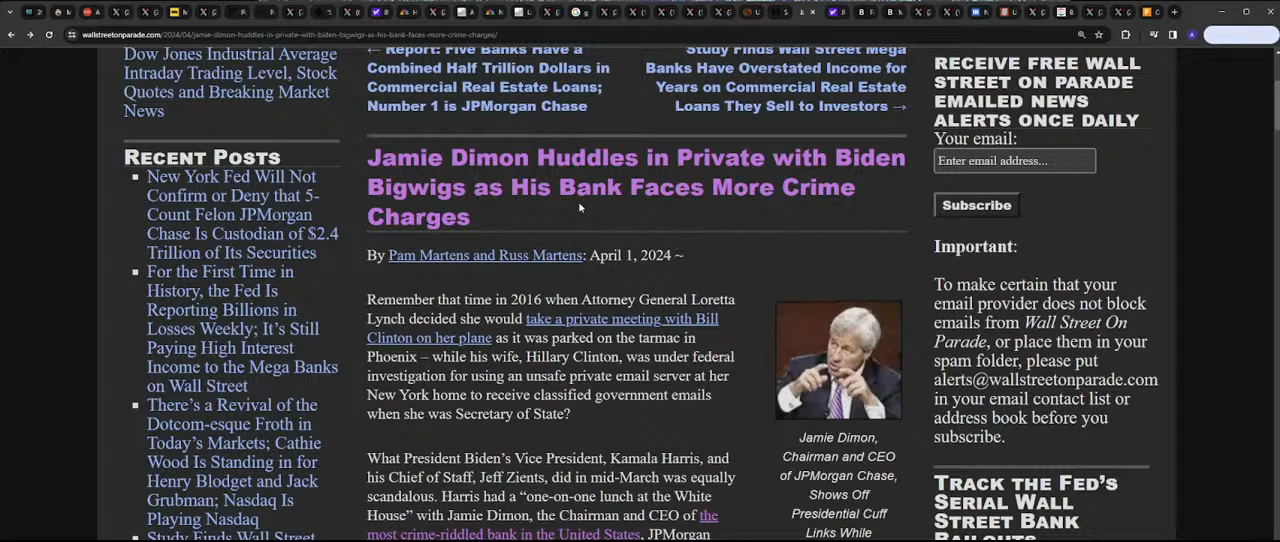 wallstreetonparade.com/2024/04/jamie-dimon-huddles-in-private-with-biden-bigwigs-as-his-bank-faces-more-crime-charges/
Dow Jones Industrial Average
Intraday Trading Level, Stock
Quotes and Breaking Market
News
Recent Posts
New York Fed Will Not
Confirm or Deny that 5-
Count Felon JPMorgan
Chase Is Custodian of $2.4
Trillion of Its Securities
For the First Time in
History, the Fed Is
Reporting Billions in
Losses Weekly; It's Still
Paying High Interest
Income to the Mega Banks
on Wall Street
There's a Revival of the
Dotcom-esque Froth in
Today's Markets; Cathie
Wood Is Standing in for
Henry Blodget and Jack
Grubman; Nasdaq Is
Playing Nasdaq
Study Finds Wall Street
← Report: Five Banks Have a
Combined Half Trillion Dollars in
Commercial Real Estate Loans;
Number 1 is JPMorgan Chase
Study Finds Wall Street Mega
Banks Have Overstated Income for
Years on Commercial Real Estate
Loans They Sell to Investors →
Jamie Dimon Huddles in Private with Biden
Bigwigs as His Bank Faces More Crime
Charges
By Pam Martens and Russ Martens: April 1, 2024 ~
Remember that time in 2016 when Attorney General Loretta
Lynch decided she would take a private meeting with Bill
Clinton on her plane as it was parked on the tarmac in
Phoenix – while his wife, Hillary Clinton, was under federal
investigation for using an unsafe private email server at her
New York home to receive classified government emails
when she was Secretary of State?
What President Biden's Vice President, Kamala Harris, and
his Chief of Staff, Jeff Zients, did in mid-March was equally
scandalous. Harris had a "one-on-one lunch at the White
House" with Jamie Dimon, the Chairman and CEO of the
most crime-riddled bank in the United States, JPMorgan
Jamie Dimon,
Chairman and CEO
of JPMorgan Chase,
Shows Off
Presidential Cuff
Links While
RECEIVE FREE WALL
STREET ON PARADE
EMAILED NEWS
ALERTS ONCE DAILY
Your email:
Enter email address...
Subscribe
Important:
To make certain that your
email provider does not block
emails from Wall Street On
Parade, or place them in your
spam folder, please put
alerts@wallstreetonparade.com
in your email contact list or
address book before you
subscribe.
Track the Fed's
Serial Wall
Street Bank
Bailouts